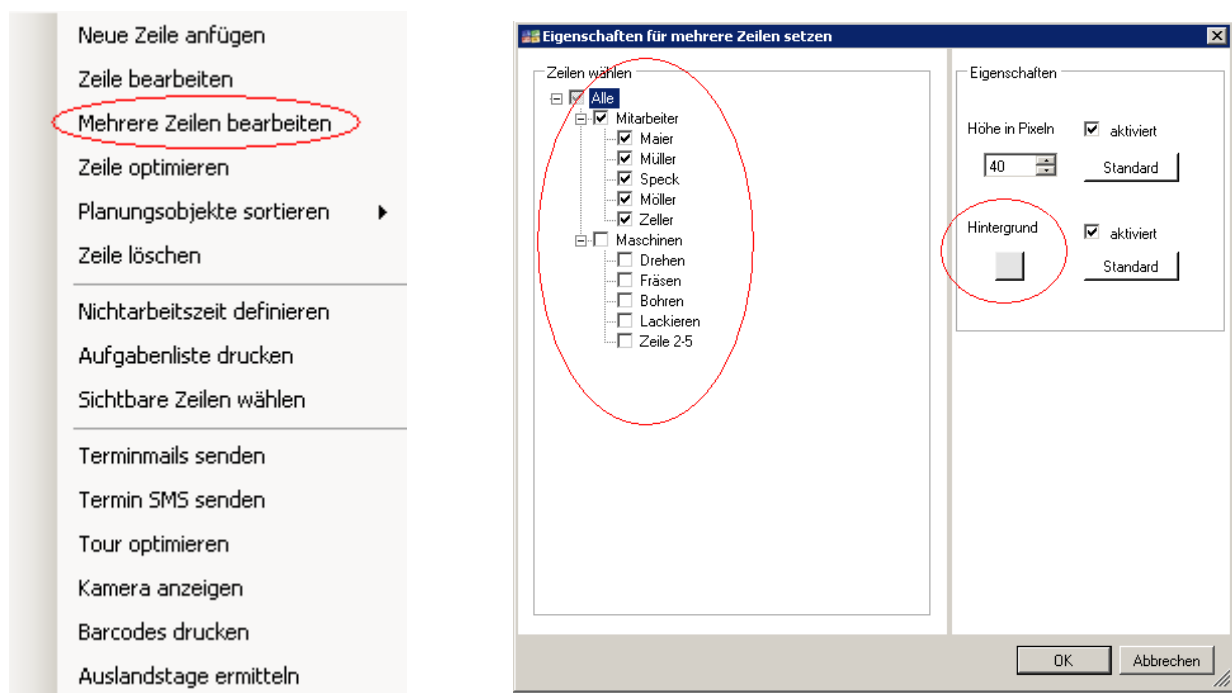 Neue Zeile anfügen
Zeile bearbeiten
Mehrere Zeilen bearbeiten
Zeile optimieren
Planungsobjekte sortieren
Zeile löschen
Nichtarbeitszeit definieren
Aufgabenliste drucken
Sichtbare Zeilen wählen
Terminmails senden
Termin SMS senden
Tour optimieren
Kamera anzeigen
Barcodes drucken
Auslandstage ermitteln
Eigenschaften für mehrere Zeilen setzen
Zeilen wählen
Alle
Mitarbeiter
Maier
Müller
Speck
Möller
Zeller
Maschinen
Drehen
Fräsen
Bohren
Lackieren
Zeile 2-5
Eigenschaften
Höhe in Pixeln aktiviert
40 Standard
Hintergrund aktiviert
Standard
OK Abbrechen